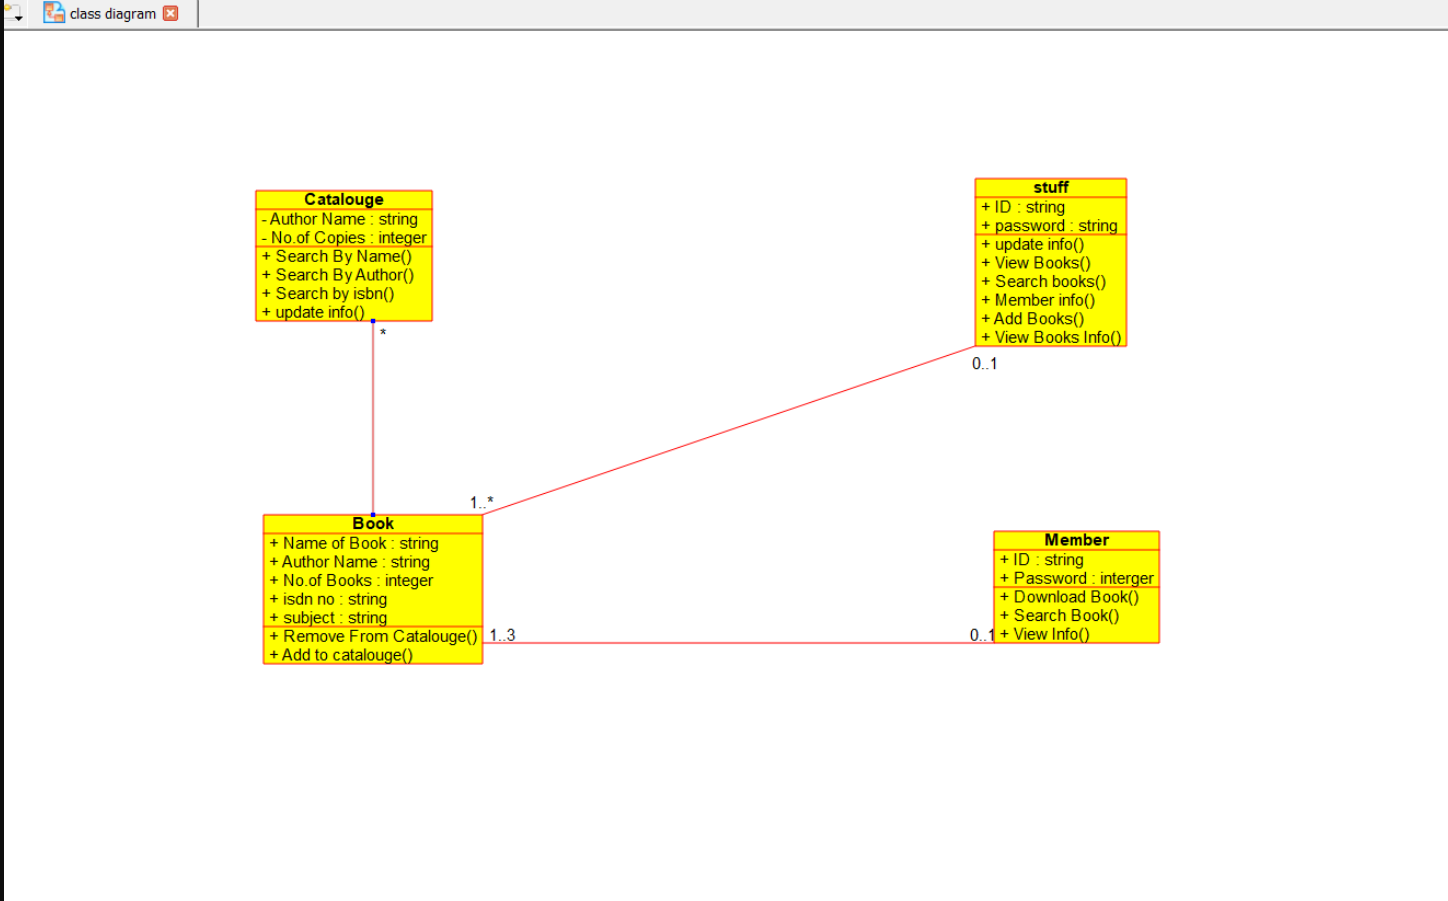 class diagram
Catalouge
- Author Name : string
- No.of Copies : integer
+ Search By Name()
+ Search By Author()
+ Search by isbn()
+ update info()
*
stuff
+ ID : string
+ password : string
+ update info()
+ View Books()
+ Search books()
+ Member info()
+ Add Books()
+ View Books Info()
0..1
1..*
Book
+ Name of Book : string
+ Author Name : string
+ No.of Books : integer
+ isdn no : string
+ subject : string
+ Remove From Catalouge()
+ Add to catalouge()
1..3
0..1
Member
+ ID : string
+ Password : interger
+ Download Book()
+ Search Book()
+ View Info()